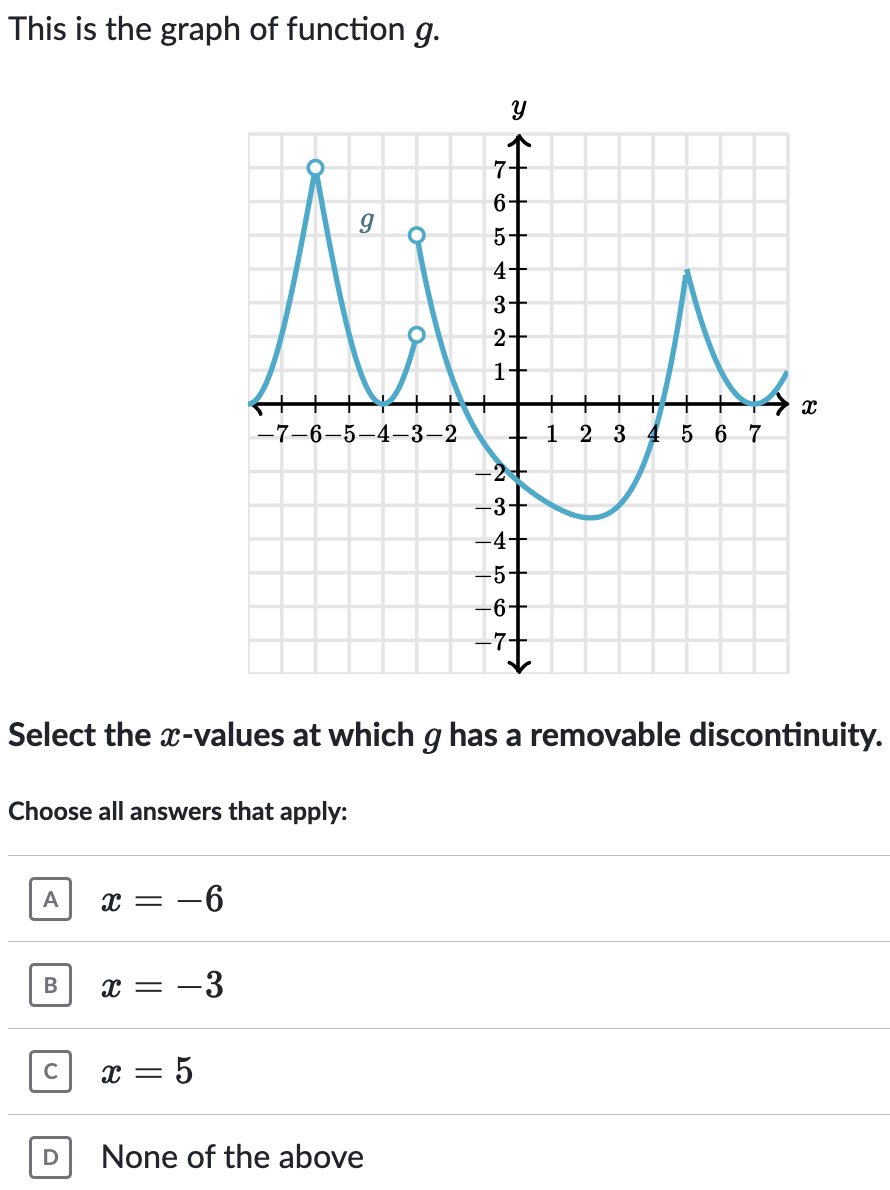 This is the graph of function g.
y
7
6
g
5
4
3
2
1
x
−7 −6 −5 −4 −3 −2
1 2 3 4 5 6 7
−2
−3
−4
−5
−6
−7
Select the x-values at which g has a removable discontinuity.
Choose all answers that apply:
A x = −6
B x = −3
C x = 5
D None of the above